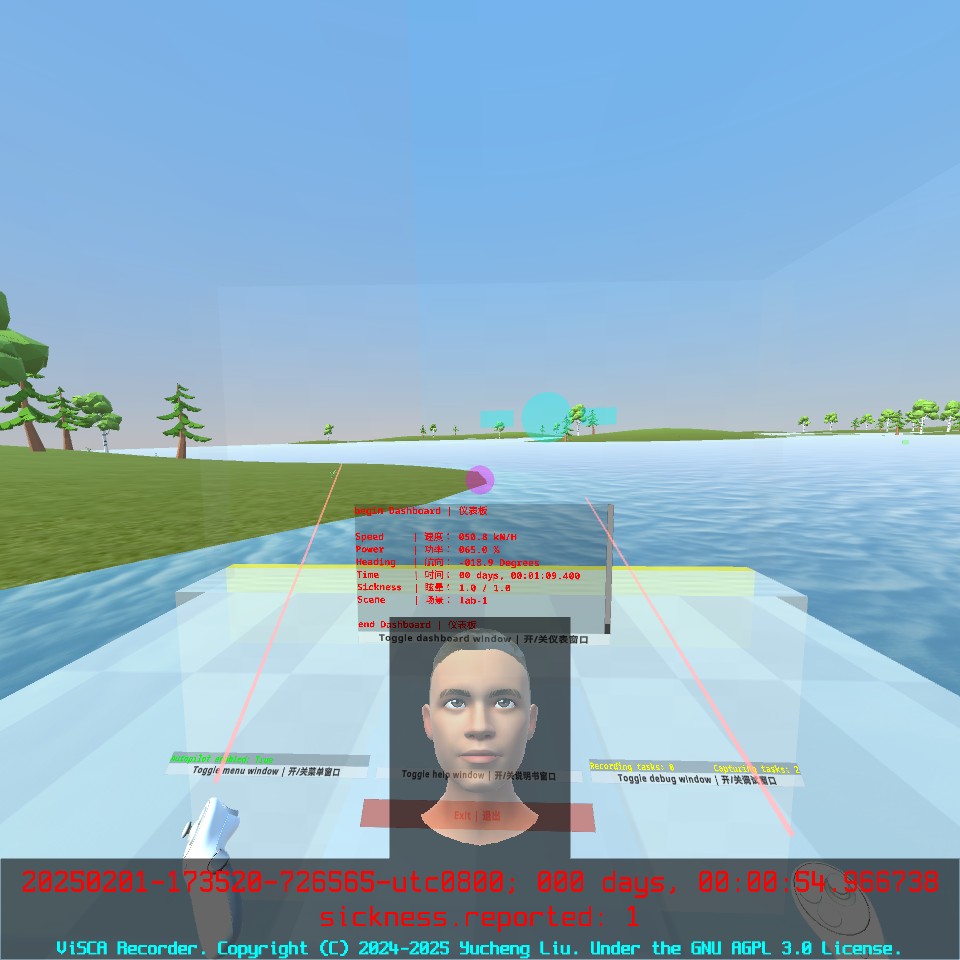 begin Dashboard | 仪表板
Speed | 速度： 050.8 kN/H
Power | 功率： 065.0 %
Heading | 航向： -018.9 Degrees
Time | 时间： 00 days, 00:01:09.400
Sickness | 眩晕： 1.0 / 1.0
Scene | 场景： lab-1
end Dashboard | 仪表板
Toggle dashboard window | 开/关仪表窗口
Autopilot enabled: True
Toggle menu window | 开/关菜单窗口
Toggle help window | 开/关说明书窗口
Recording tasks: 0 Capturing tasks: 2
Toggle debug window | 开/关调试窗口
Exit | 退出
20250201-173520-726565-utc0800; 000 days, 00:00:54.966738
sickness.reported: 1
ViSCA Recorder. Copyright (C) 2024-2025 Yucheng Liu. Under the GNU AGPL 3.0 License.